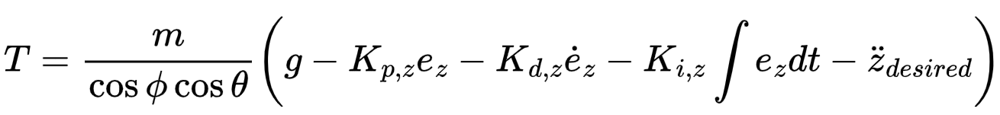 T = \frac{m}{\cos \phi \cos \theta} \left( g - K_{p,z} e_z - K_{d,z} \dot{e}_z - K_{i,z} \int e_z dt - \ddot{z}_{desired} \right)